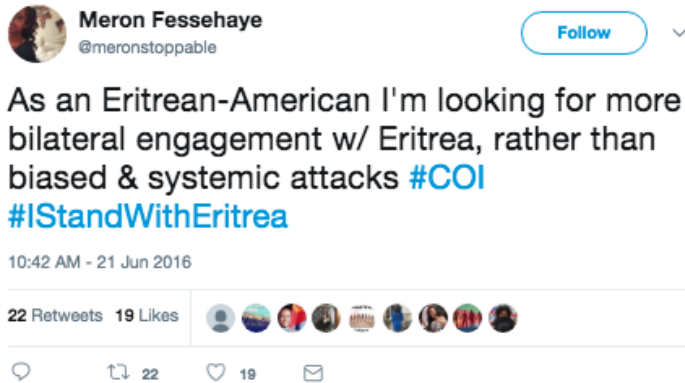 Meron Fessehaye
@meronstoppable
Follow
As an Eritrean-American I'm looking for more
bilateral engagement w/ Eritrea, rather than
biased & systemic attacks #COI
#IStandWithEritrea
10:42 AM - 21 Jun 2016
22 Retweets 19 Likes
22 19